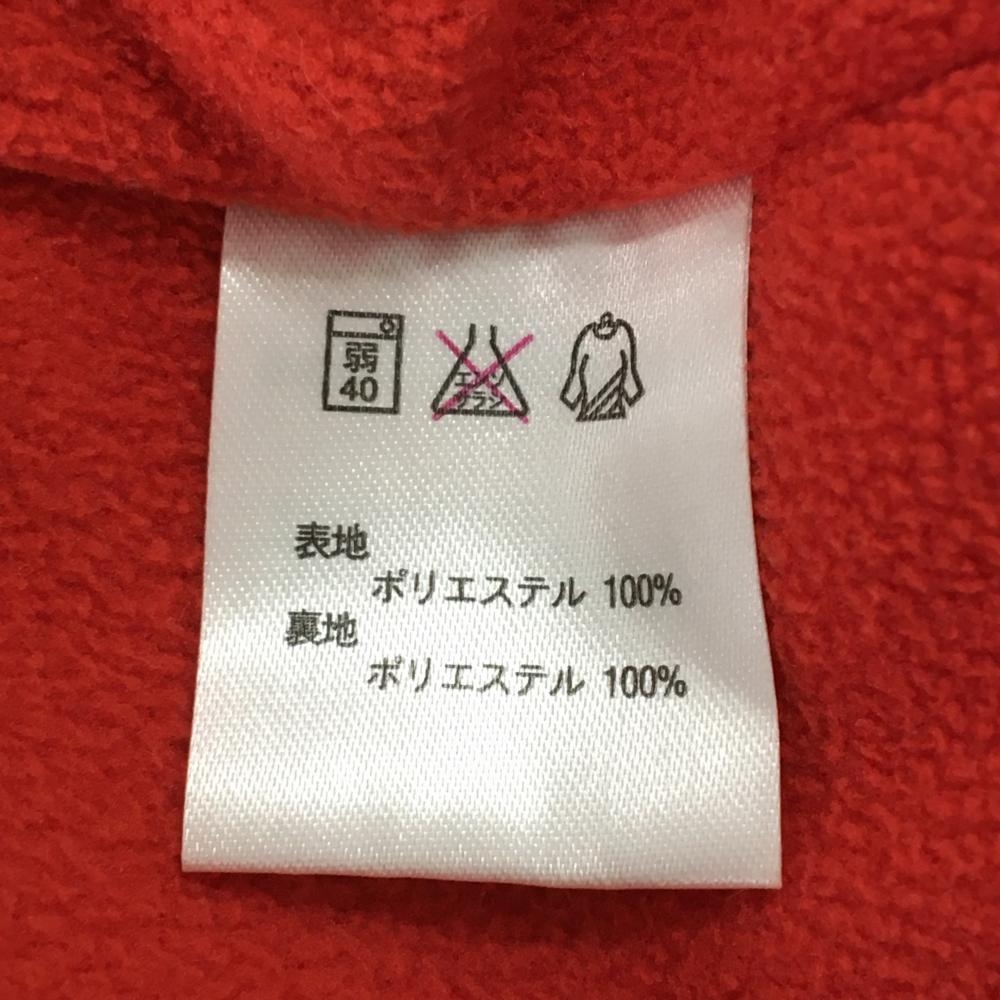 弱
40
エンソ
サラシ
表地
ポリエステル 100%
裏地
ポリエステル 100%